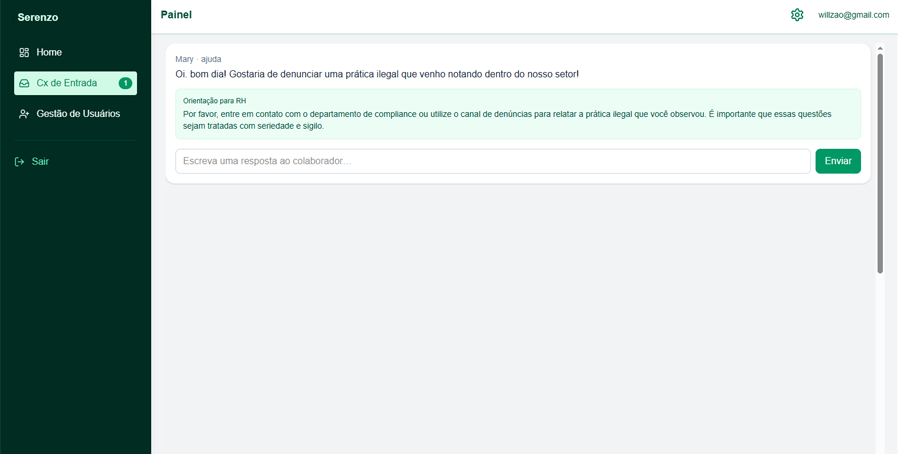 Serenzo
Painel
willzao@gmail.com
Home
Cx de Entrada 1
Gestão de Usuários
Sair
Mary · ajuda
Oi, bom dia! Gostaria de denunciar uma prática ilegal que venho notando dentro do nosso setor!
Orientação para RH
Por favor, entre em contato com o departamento de compliance ou utilize o canal de denúncias para relatar a prática ilegal que você observou. É importante que essas questões
sejam tratadas com seriedade e sigilo.
Escreva uma resposta ao colaborador...
Enviar